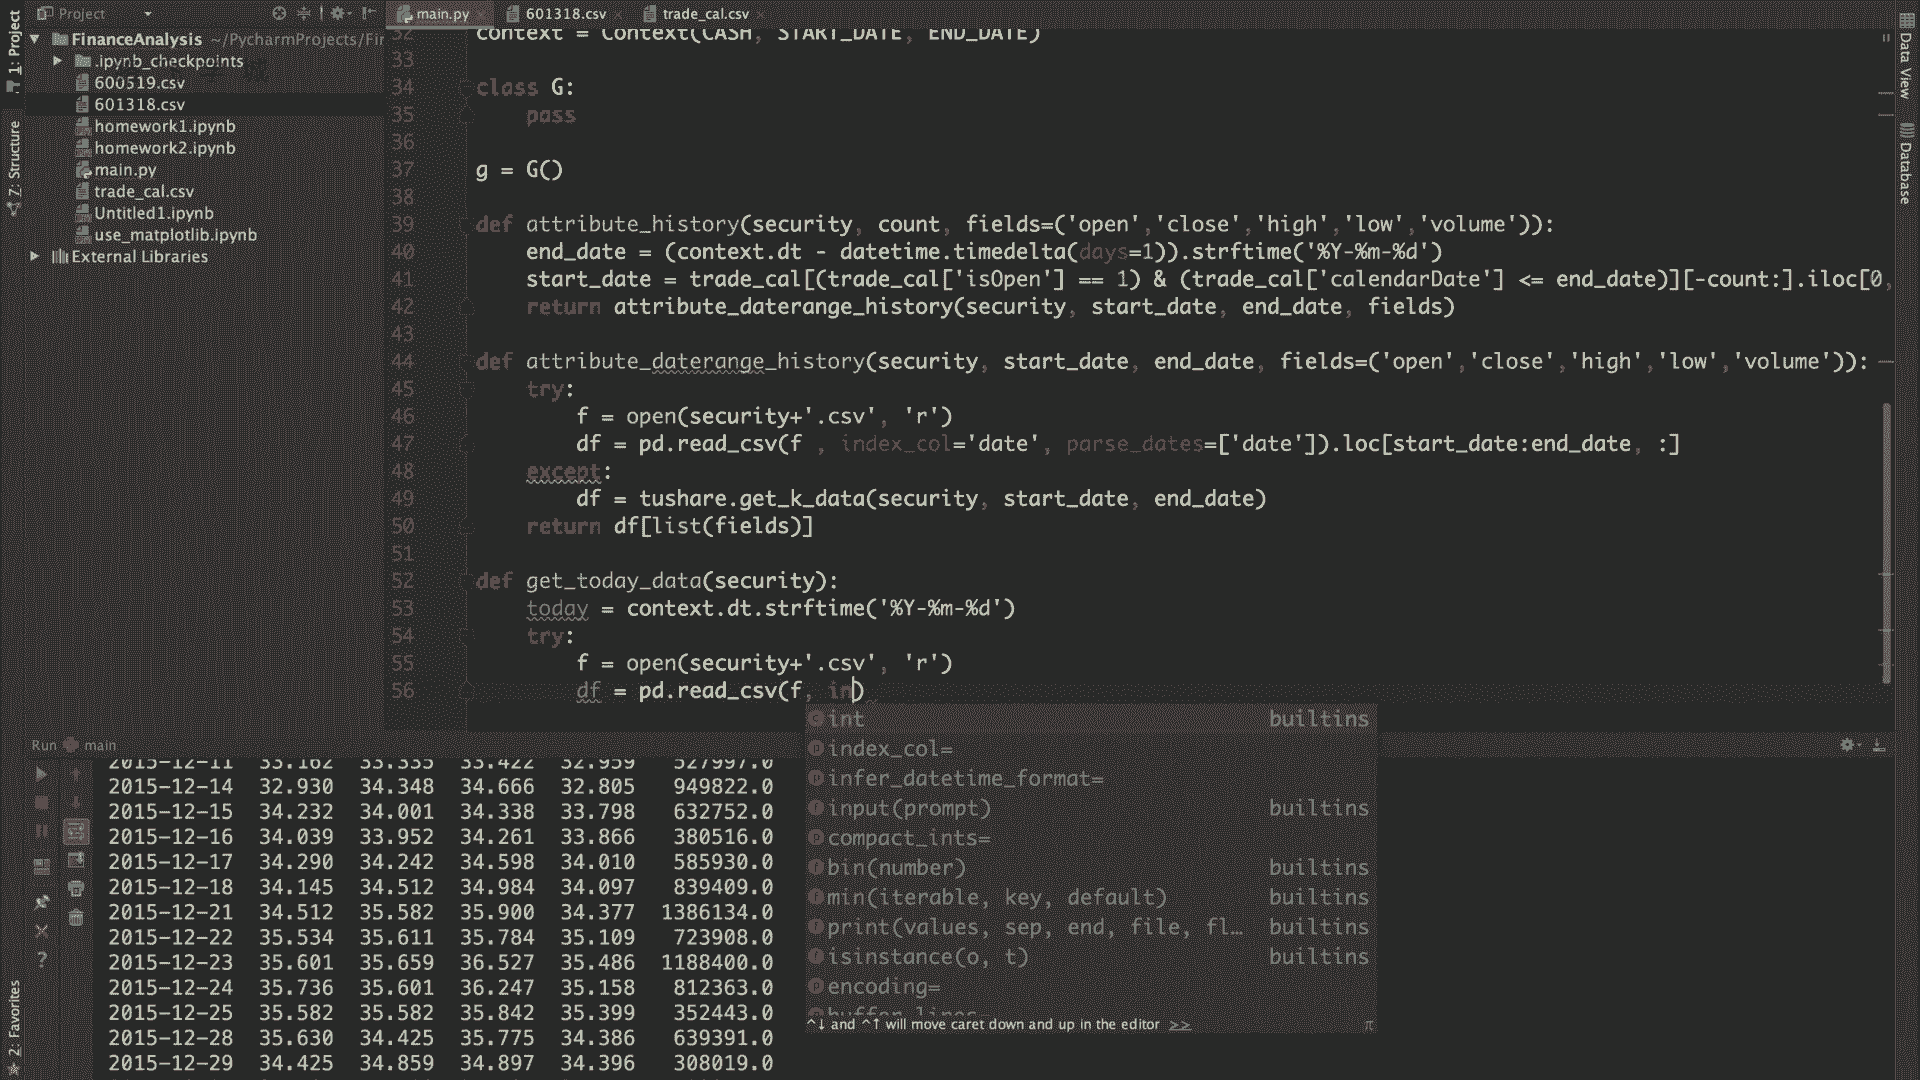 Project
main.py
601318.csv
trade_cal.csv
1: Project
FinanceAnalysis ~/PycharmProjects/Fi
.ipynb_checkpoints
600519.csv
601318.csv
homework1.ipynb
homework2.ipynb
main.py
trade_cal.csv
Untitled1.ipynb
use_matplotlib.ipynb
External Libraries
7: Structure
2: Favorites
Data View
Database
32 context = Context(CASH, START_DATE, END_DATE)
33
34 class G:
35 pass
36
37 g = G()
38
39 def attribute_history(security, count, fields=('open','close','high','low','volume')):
40 end_date = (context.dt - datetime.timedelta(days=1)).strftime('%Y-%m-%d')
41 start_date = trade_cal[(trade_cal['isOpen'] == 1) & (trade_cal['calendarDate'] <= end_date)][-count:].iloc[0,
42 return attribute_daterange_history(security, start_date, end_date, fields)
43
44 def attribute_daterange_history(security, start_date, end_date, fields=('open','close','high','low','volume')):
45 try:
46 f = open(security+'.csv', 'r')
47 df = pd.read_csv(f , index_col='date', parse_dates=['date']).loc[start_date:end_date, :]
48 except:
49 df = tushare.get_k_data(security, start_date, end_date)
50 return df[list(fields)]
51
52 def get_today_data(security):
53 today = context.dt.strftime('%Y-%m-%d')
54 try:
55 f = open(security+'.csv', 'r')
56 df = pd.read_csv(f, in)
int builtins
index_col=
infer_datetime_format=
input(prompt) builtins
compact_ints=
bin(number) builtins
min(iterable, key, default) builtins
print(values, sep, end, file, fl… builtins
isinstance(o, t) builtins
encoding=
buffer_lines=
^↓ and ^↑ will move caret down and up in the editor >> π
Run main
2015-12-11 33.162 33.335 33.422 32.959 527997.0
2015-12-14 32.930 34.348 34.666 32.805 949822.0
2015-12-15 34.232 34.001 34.338 33.798 632752.0
2015-12-16 34.039 33.952 34.261 33.866 380516.0
2015-12-17 34.290 34.242 34.598 34.010 585930.0
2015-12-18 34.145 34.512 34.984 34.097 839409.0
2015-12-21 34.512 35.582 35.900 34.377 1386134.0
2015-12-22 35.534 35.611 35.784 35.109 723908.0
2015-12-23 35.601 35.659 36.527 35.486 1188400.0
2015-12-24 35.736 35.601 36.247 35.158 812363.0
2015-12-25 35.582 35.582 35.842 35.399 352443.0
2015-12-28 35.630 34.425 35.775 34.386 639391.0
2015-12-29 34.425 34.859 34.897 34.396 308019.0